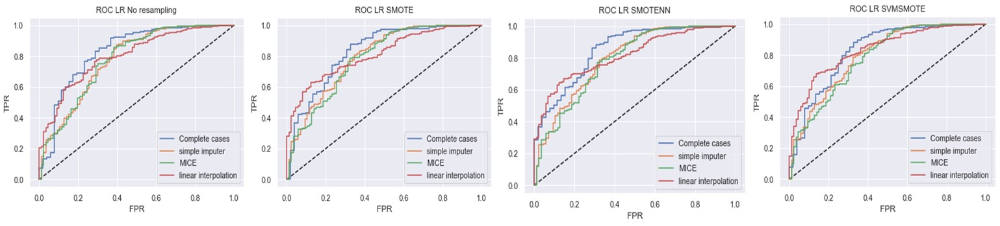 ROC LR No resampling
TPR
1.0
0.8
0.6
0.4
0.2
0.0
Complete cases
simple imputer
MICE
linear interpolation
0.0 0.2 0.4 0.6 0.8 1.0
FPR
ROC LR SMOTE
TPR
1.0
0.8
0.6
0.4
0.2
0.0
Complete cases
simple imputer
MICE
linear interpolation
0.0 0.2 0.4 0.6 0.8 1.0
FPR
ROC LR SMOTENN
TPR
1.0
0.8
0.6
0.4
0.2
0.0
Complete cases
simple imputer
MICE
linear interpolation
0.0 0.2 0.4 0.6 0.8 1.0
FPR
ROC LR SVMSMOTE
TPR
1.0
0.8
0.6
0.4
0.2
0.0
Complete cases
simple imputer
MICE
linear interpolation
0.0 0.2 0.4 0.6 0.8 1.0
FPR